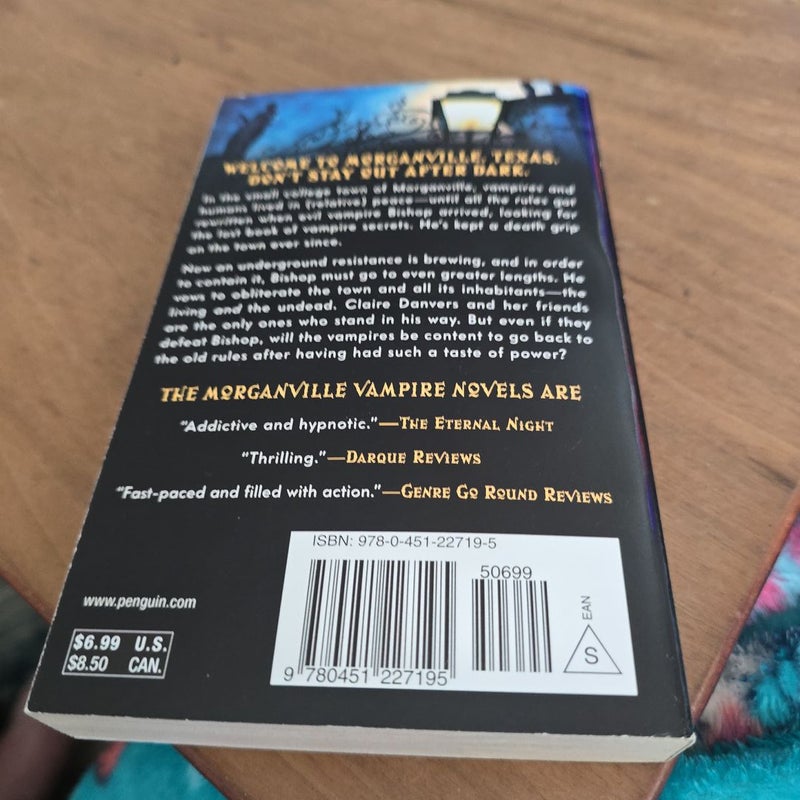 WELCOME TO MORGANVILLE, TEXAS.
DON'T STAY OUT AFTER DARK.
In the small college town of Morganville, vampires and
humans lived in (relative) peace—until all the rules got
rewritten when evil vampire Bishop arrived, looking for
the lost book of vampire secrets. He's kept a death grip
on the town ever since.
Now an underground resistance is brewing, and in order
to contain it, Bishop must go to even greater lengths. He
vows to obliterate the town and all its inhabitants—the
living and the undead. Claire Danvers and her friends
are the only ones who stand in his way. But even if they
defeat Bishop, will the vampires be content to go back to
the old rules after having had such a taste of power?
THE MORGANVILLE VAMPIRE NOVELS ARE
"Addictive and hypnotic."—THE ETERNAL NIGHT
"Thrilling."—DARQUE REVIEWS
"Fast-paced and filled with action."—GENRE GO ROUND REVIEWS
ISBN: 978-0-451-22719-5
50699
EAN
S
9 780451 227195
www.penguin.com
$6.99 U.S.
$8.50 CAN.